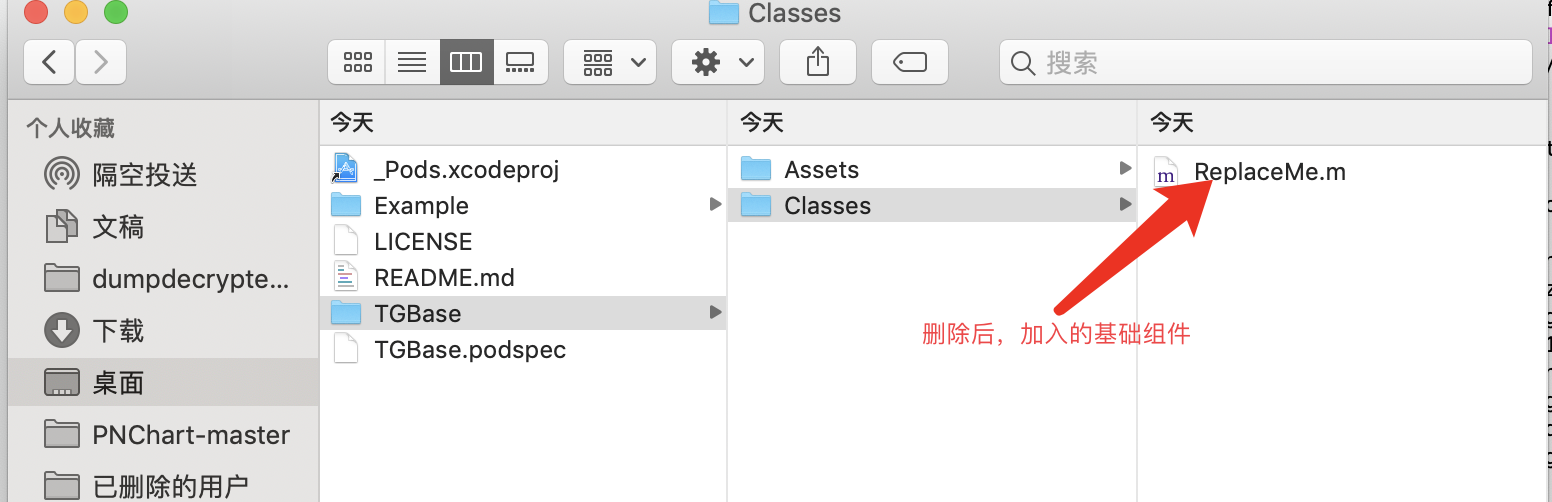 Classes
搜索
个人收藏
隔空投送
文稿
dumpdecrypte...
下载
桌面
PNChart-master
已删除的用户
今天
_Pods.xcodeproj
Example
LICENSE
README.md
TGBase
TGBase.podspec
今天
Assets
Classes
今天
m ReplaceMe.m
删除后，加入的基础组件